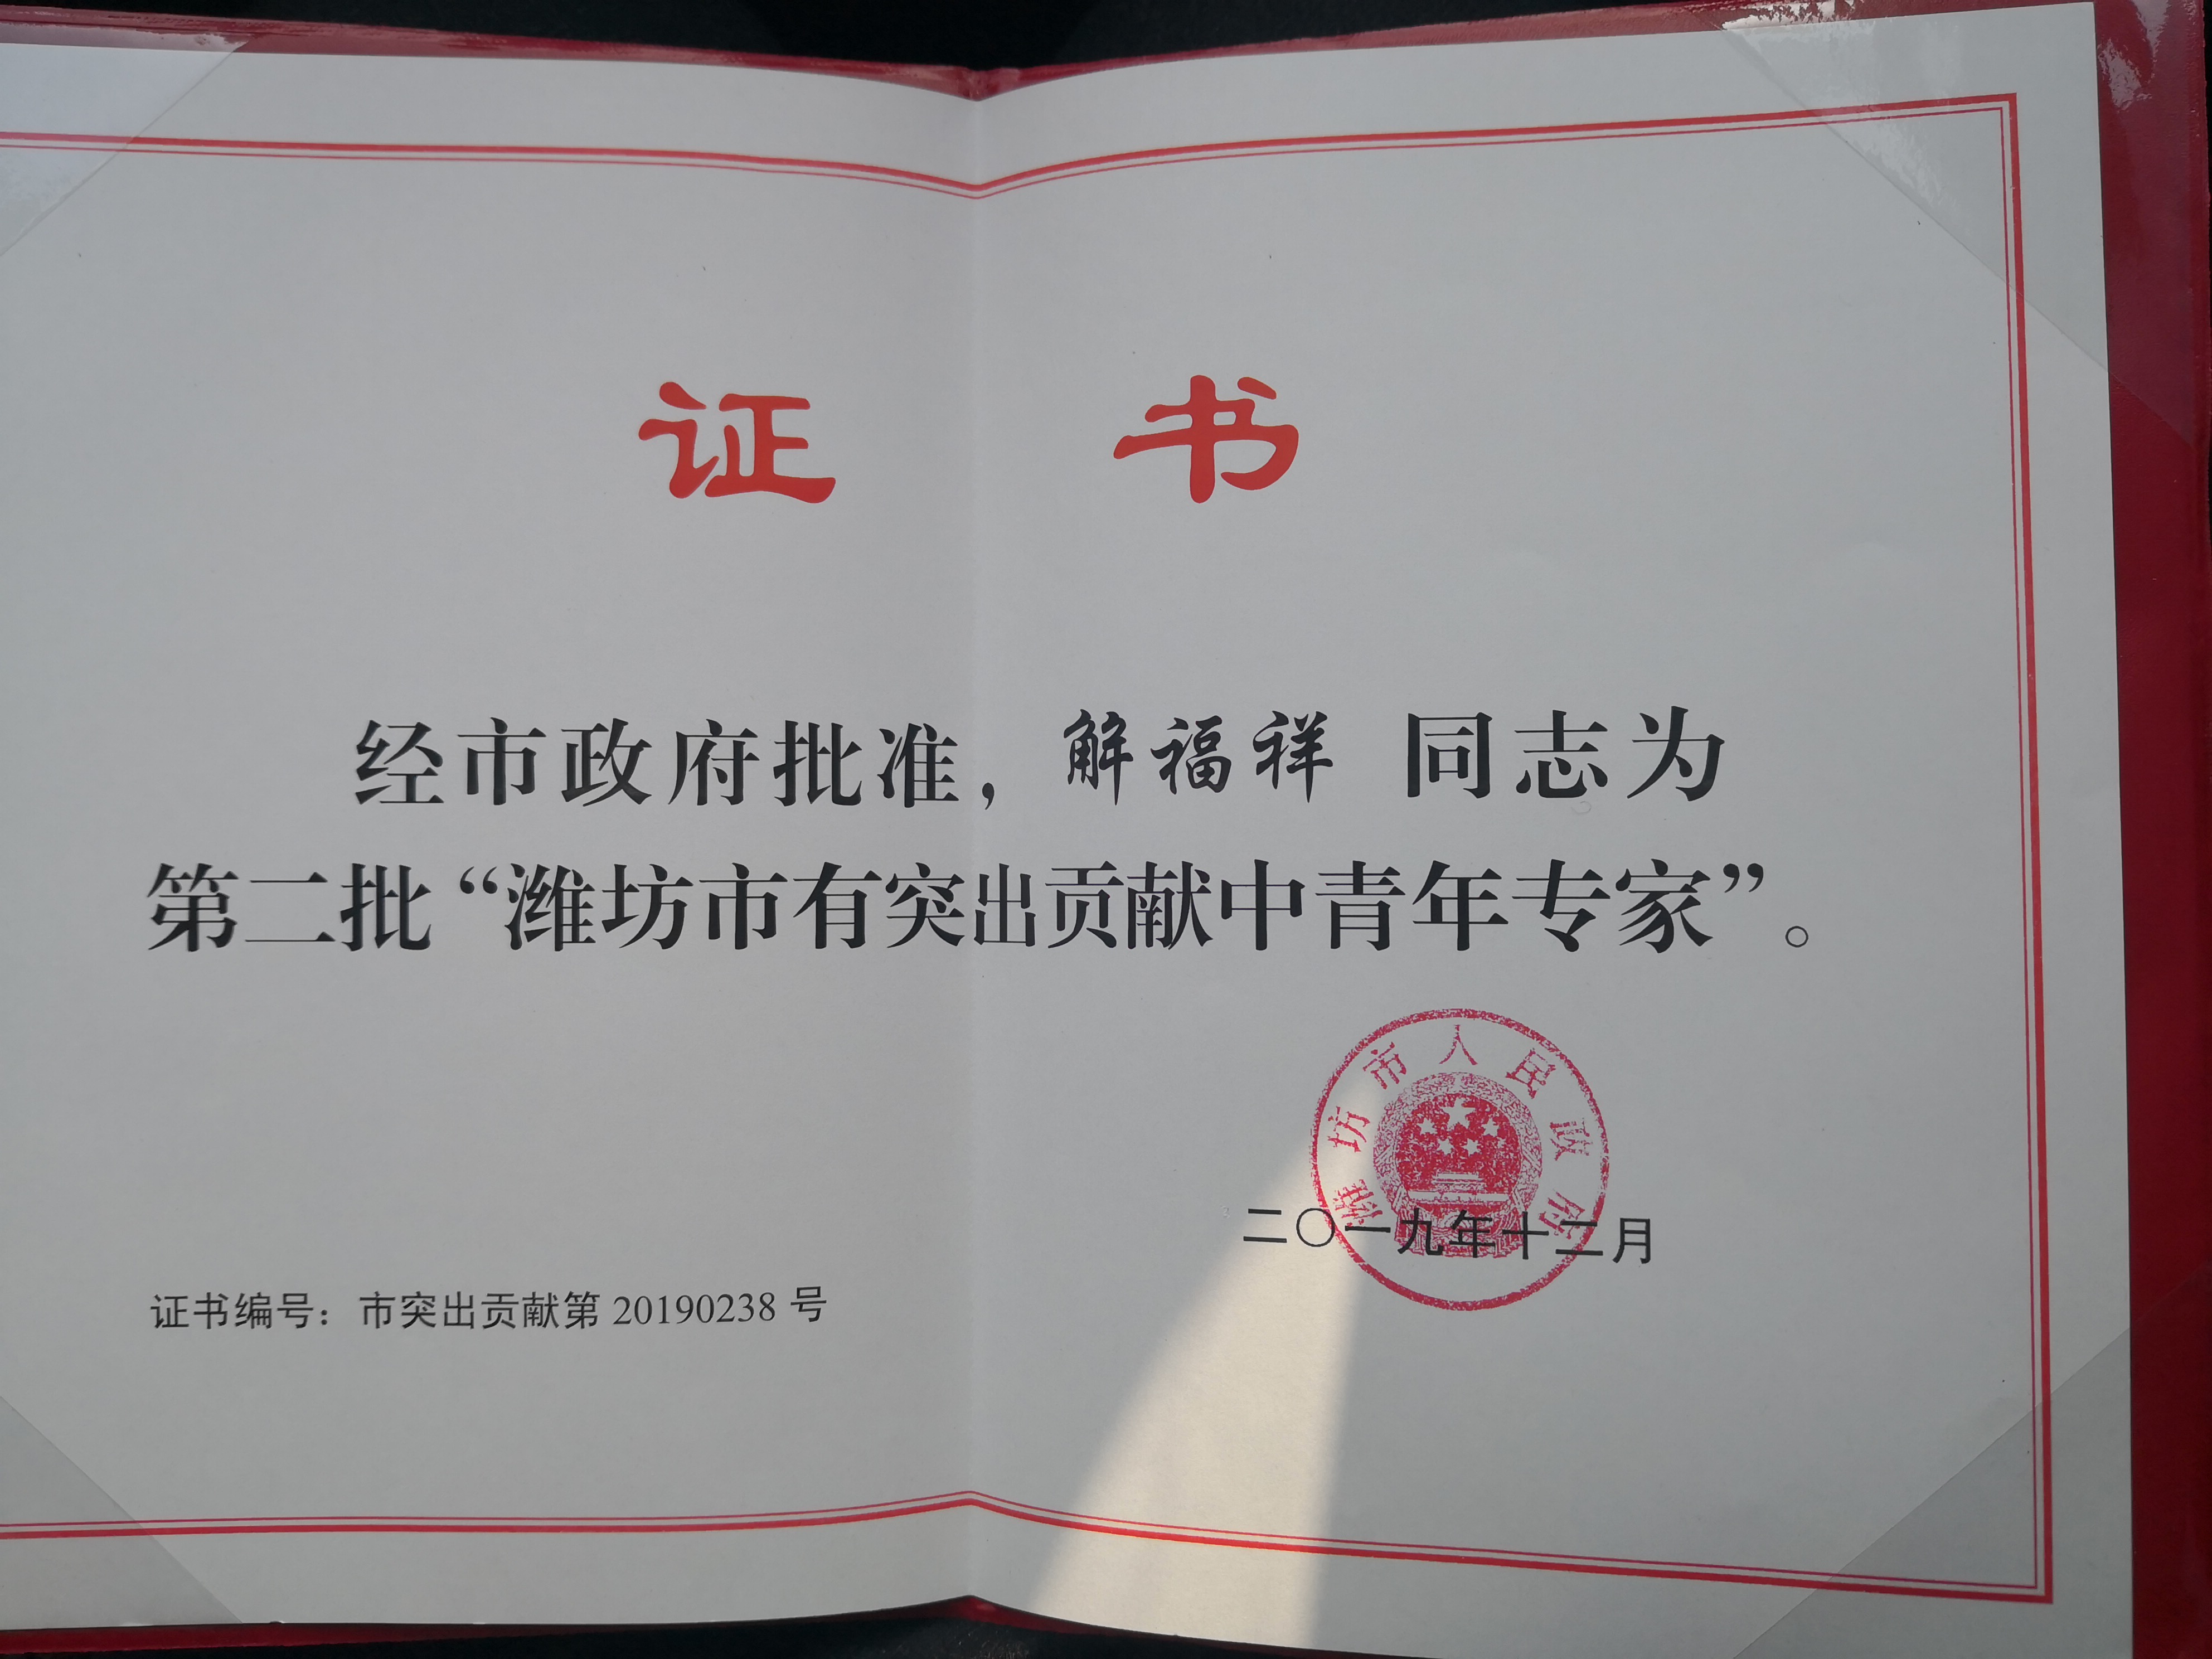 证书
经市政府批准，解福祥 同志为
第二批“潍坊市有突出贡献中青年专家”。
潍坊市人民政府
二〇一九年十二月
证书编号：市突出贡献第 20190238 号